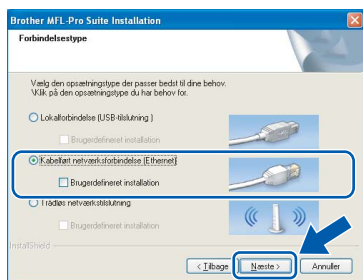 Brother MFL-Pro Suite Installation
Forbindelsestype
Vælg den opsætningstype der passer bedst til dine behov.
Klik på den opsætningstype du har behov for.
Lokalforbindelse (USB-tilslutning )
Brugerdefineret installation
Kabelført netværksforbindelse (Ethernet)
Brugerdefineret installation
Trådløs netværkstilslutning
Brugerdefineret installation
InstallShield
< Tilbage
Næste >
Annuller